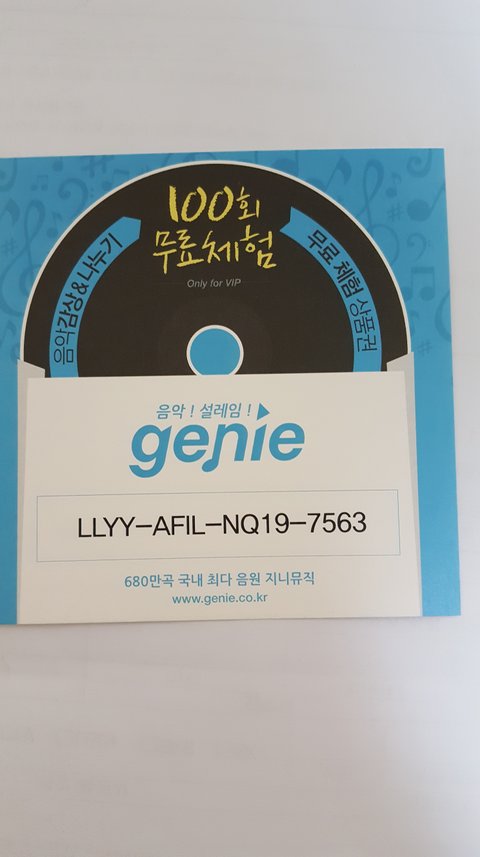 100회
무료체험
Only for VIP
음악감상&나누기
무료 체험 상품권
음악! 설레임!
genie
LLYY-AFIL-NQ19-7563
680만곡 국내 최다 음원 지니뮤직
www.genie.co.kr